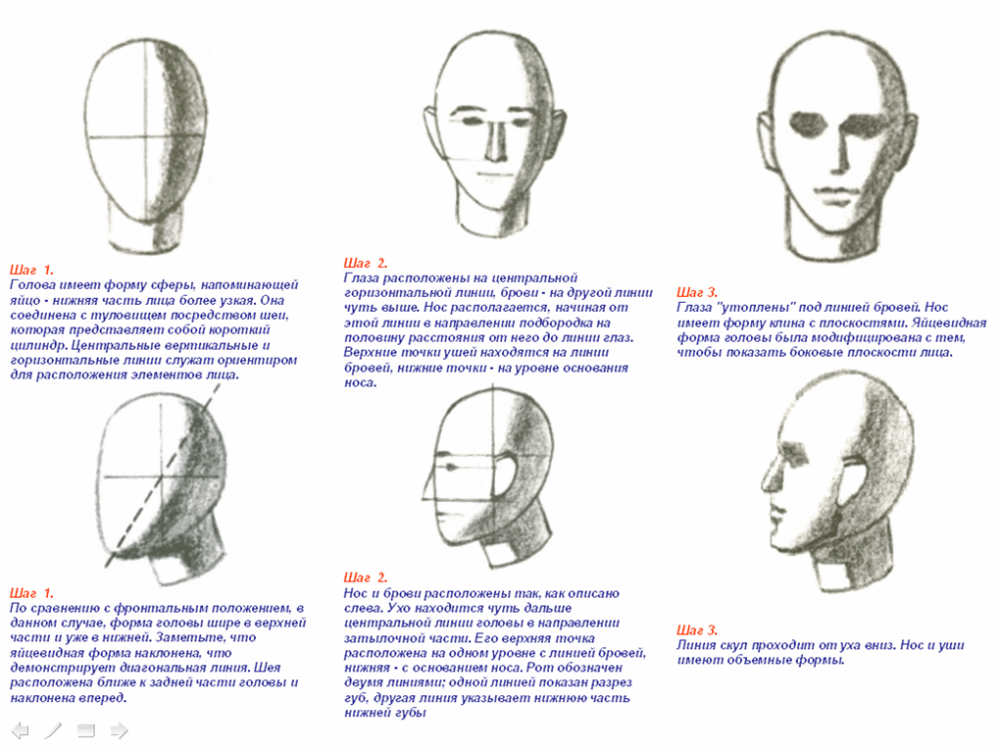 Шаг 1.
Голова имеет форму сферы, напоминающей
яйцо - нижняя часть лица более узкая. Она
соединена с туловищем посредством шеи,
которая представляет собой короткий
цилиндр. Центральные вертикальные и
горизонтальные линии служат ориентиром
для расположения элементов лица.
Шаг 2.
Глаза расположены на центральной
горизонтальной линии, брови - на другой линии
чуть выше. Нос располагается, начиная от
этой линии в направлении подбородка на
половину расстояния от него до линии глаз.
Верхние точки ушей находятся на линии
бровей, нижние точки - на уровне основания
носа.
Шаг 3.
Глаза "утоплены" под линией бровей. Нос
имеет форму клина с плоскостями. Яйцевидная
форма головы была модифицирована с тем,
чтобы показать боковые плоскости лица.
Шаг 1.
По сравнению с фронтальным положением, в
данном случае, форма головы шире в верхней
части и уже в нижней. Заметьте, что
яйцевидная форма наклонена, что
демонстрирует диагональная линия. Шея
расположена ближе к задней части головы и
наклонена вперед.
Шаг 2.
Нос и брови расположены так, как описано
слева. Ухо находится чуть дальше
центральной линии головы в направлении
затылочной части. Его верхняя точка
расположена на одном уровне с линией бровей,
нижняя - с основанием носа. Рот обозначен
двумя линиями; одной линией показан разрез
губ, другая линия указывает нижнюю часть
нижней губы
Шаг 3.
Линия скул проходит от уха вниз. Нос и уши
имеют объемные формы.